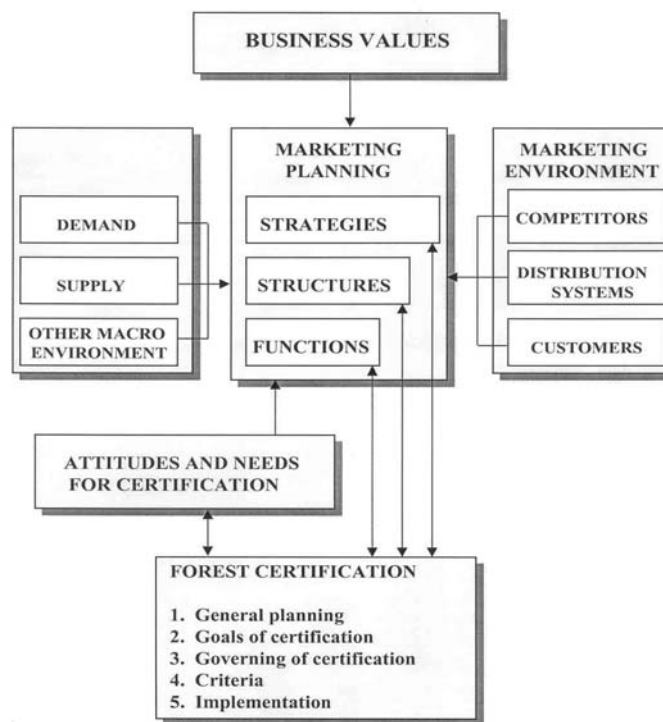 BUSINESS VALUES
DEMAND
SUPPLY
OTHER MACRO
ENVIRONMENT
MARKETING
PLANNING
STRATEGIES
STRUCTURES
FUNCTIONS
MARKETING
ENVIRONMENT
COMPETITORS
DISTRIBUTION
SYSTEMS
CUSTOMERS
ATTITUDES AND NEEDS
FOR CERTIFICATION
FOREST CERTIFICATION
1. General planning
2. Goals of certification
3. Governing of certification
4. Criteria
5. Implementation